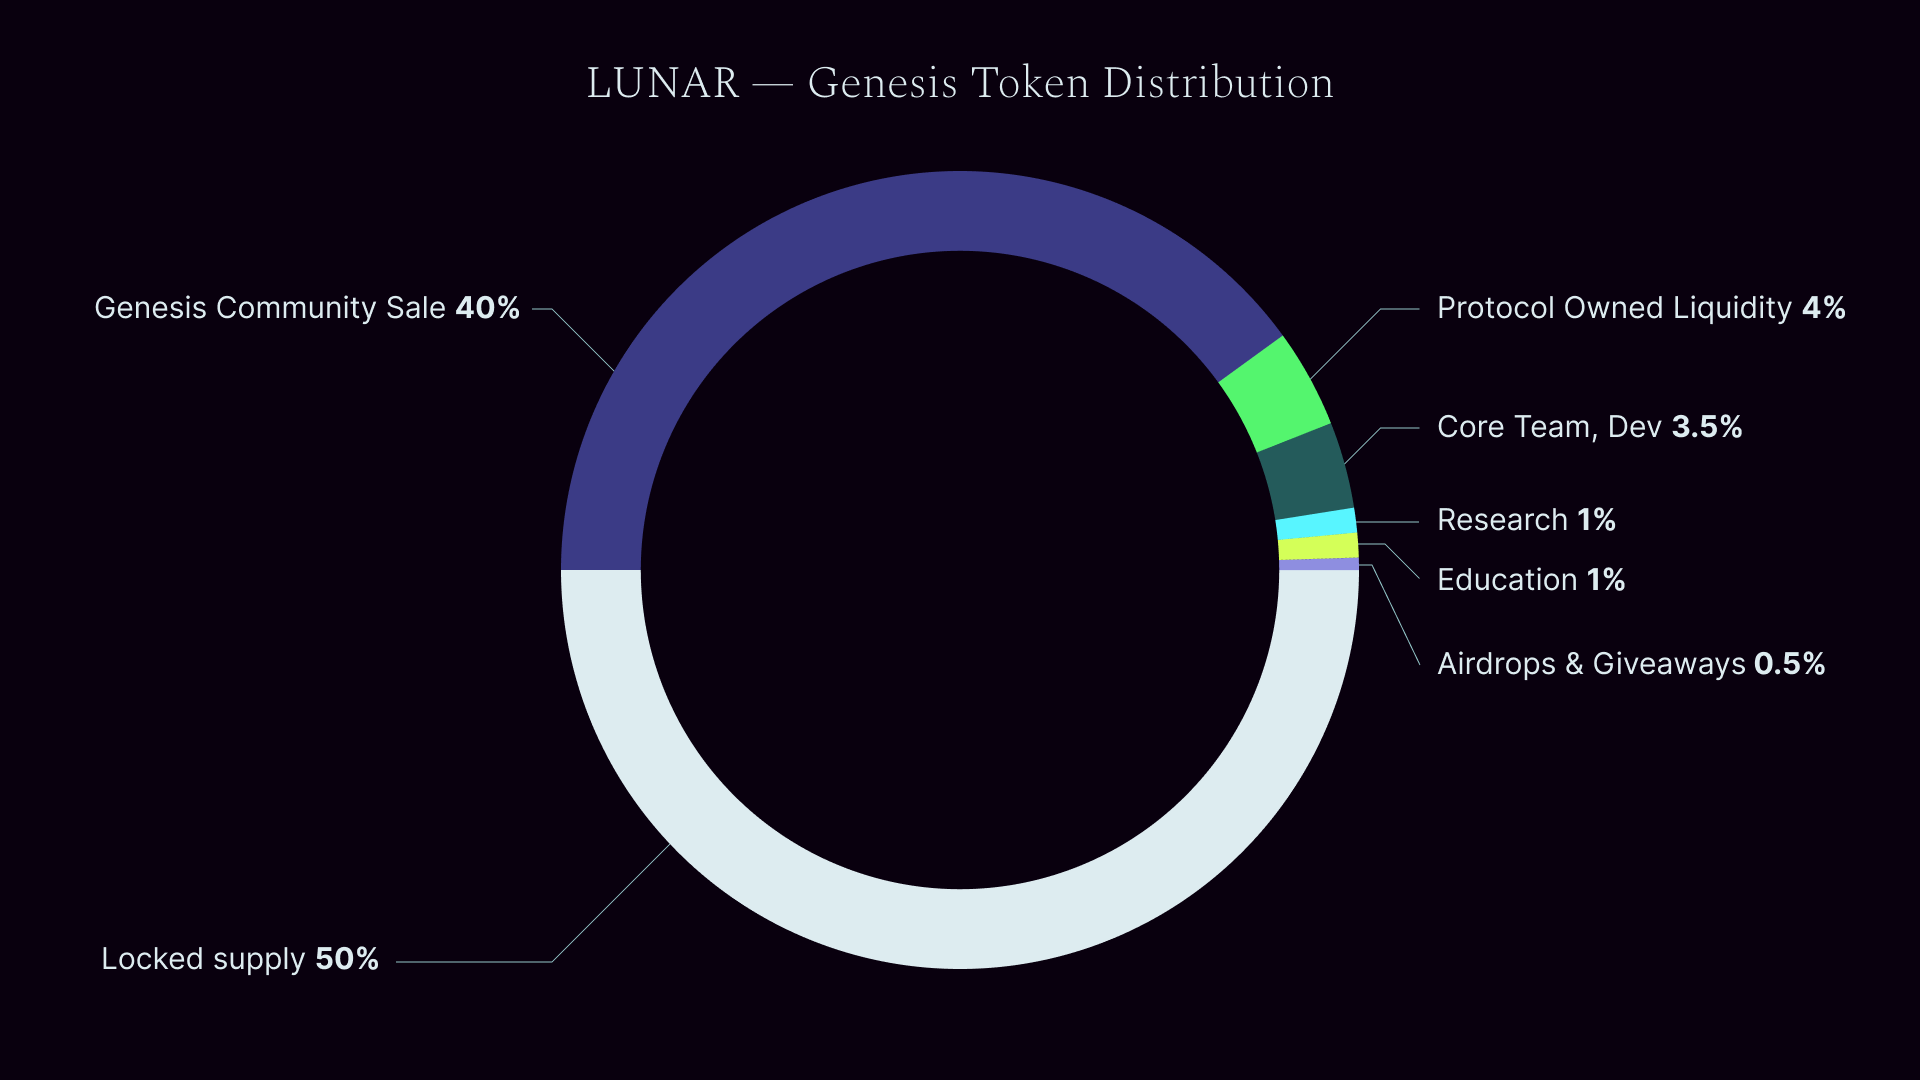 LUNAR — Genesis Token Distribution
Genesis Community Sale 40%
Protocol Owned Liquidity 4%
Core Team, Dev 3.5%
Research 1%
Education 1%
Airdrops & Giveaways 0.5%
Locked supply 50%